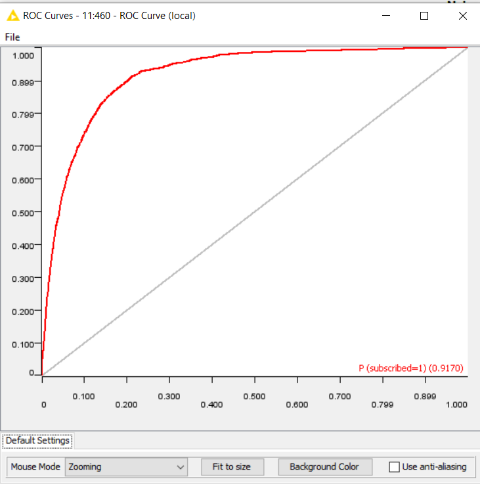 ROC Curves - 11:460 - ROC Curve (local)
File
1.000
0.999
0.799
0.700
0.600
0.500
0.400
0.300
0.200
0.100
0
P (subscribed=1) (0.9170)
0.100 0.300 0.500 0.700 0.899
0 0.200 0.400 0.600 0.799 1.000
Default Settings
Mouse Mode Zooming Fit to size Background Color Use anti-aliasing